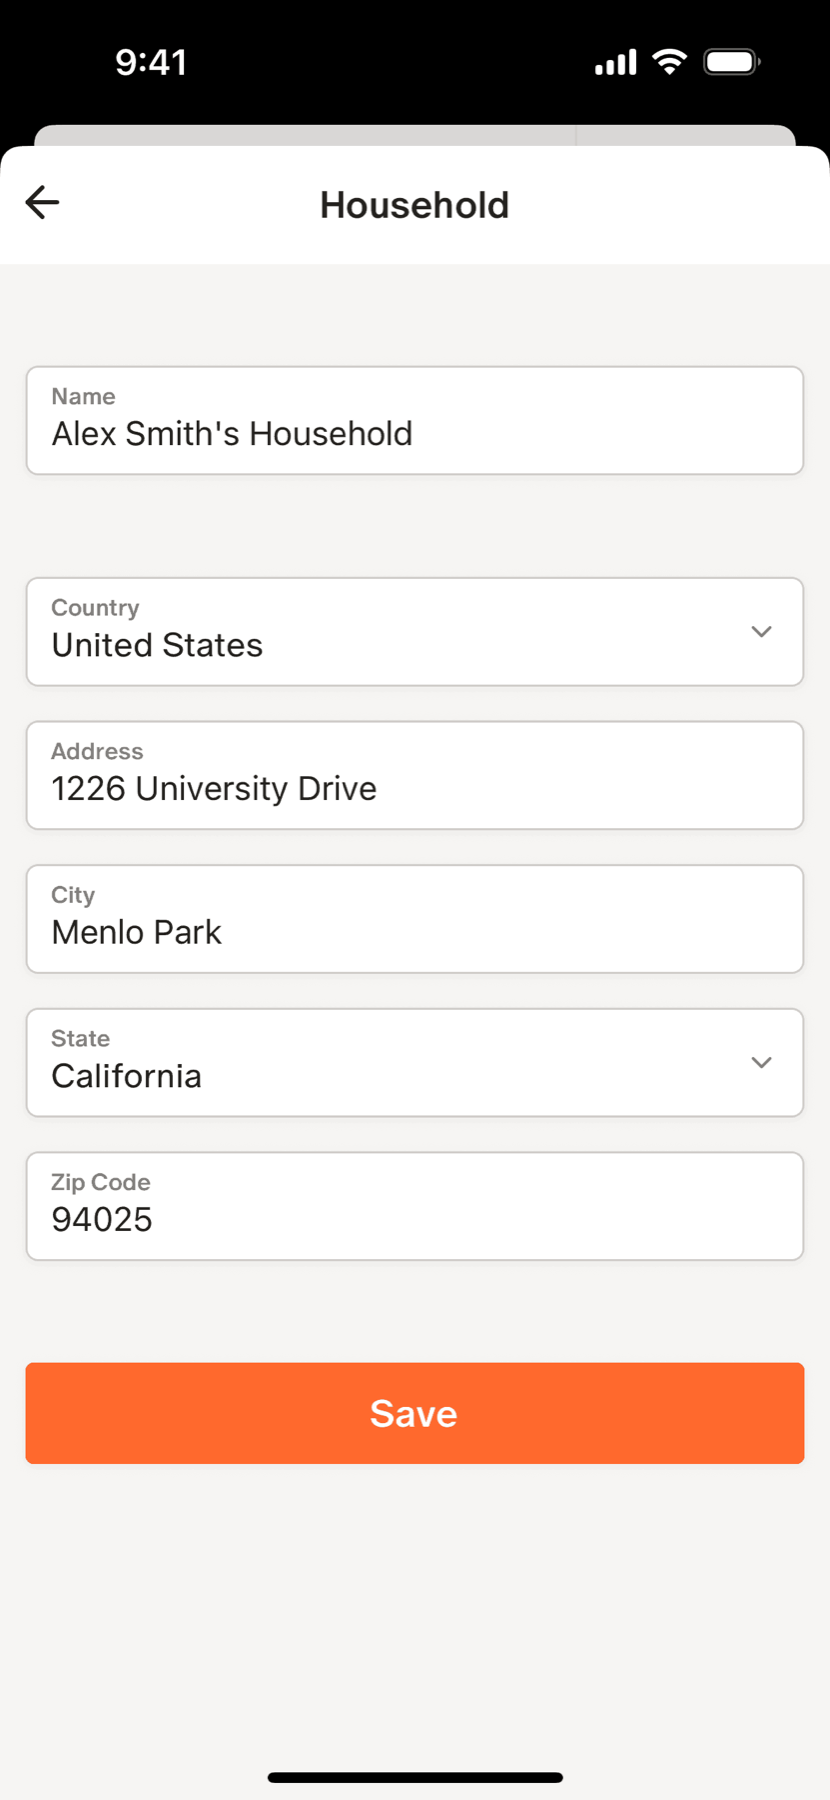 9:41
Household
Name
Alex Smith's Household
Country
United States
Address
1226 University Drive
City
Menlo Park
State
California
Zip Code
94025
Save